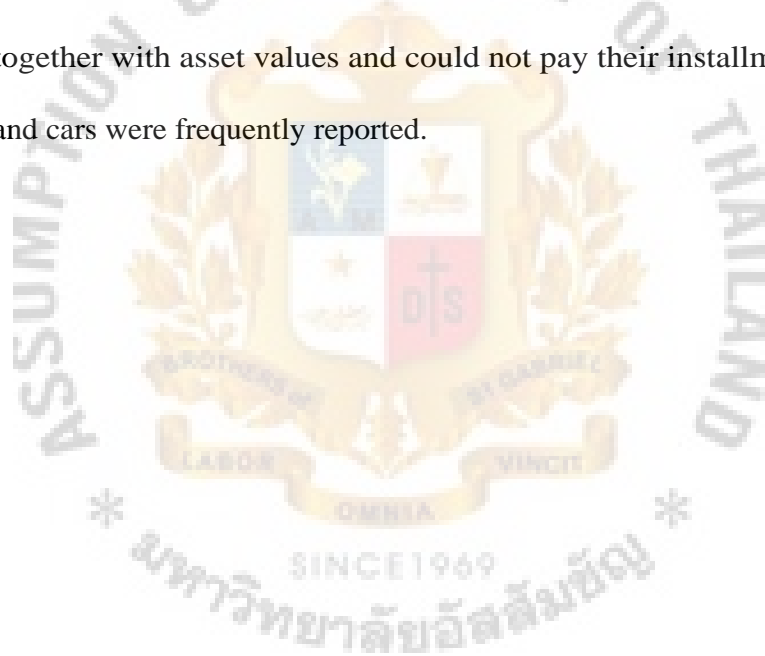 together with asset values and could not pay their installm
and cars were frequently reported.
ASSUMPTION
OF THAILAND
A M
D S
BROTHERS of
ST GABRIEL
LABOR
VINCIT
OMNIA
SINCE1969
มหาวิทยาลัยอัสสัมชัญ